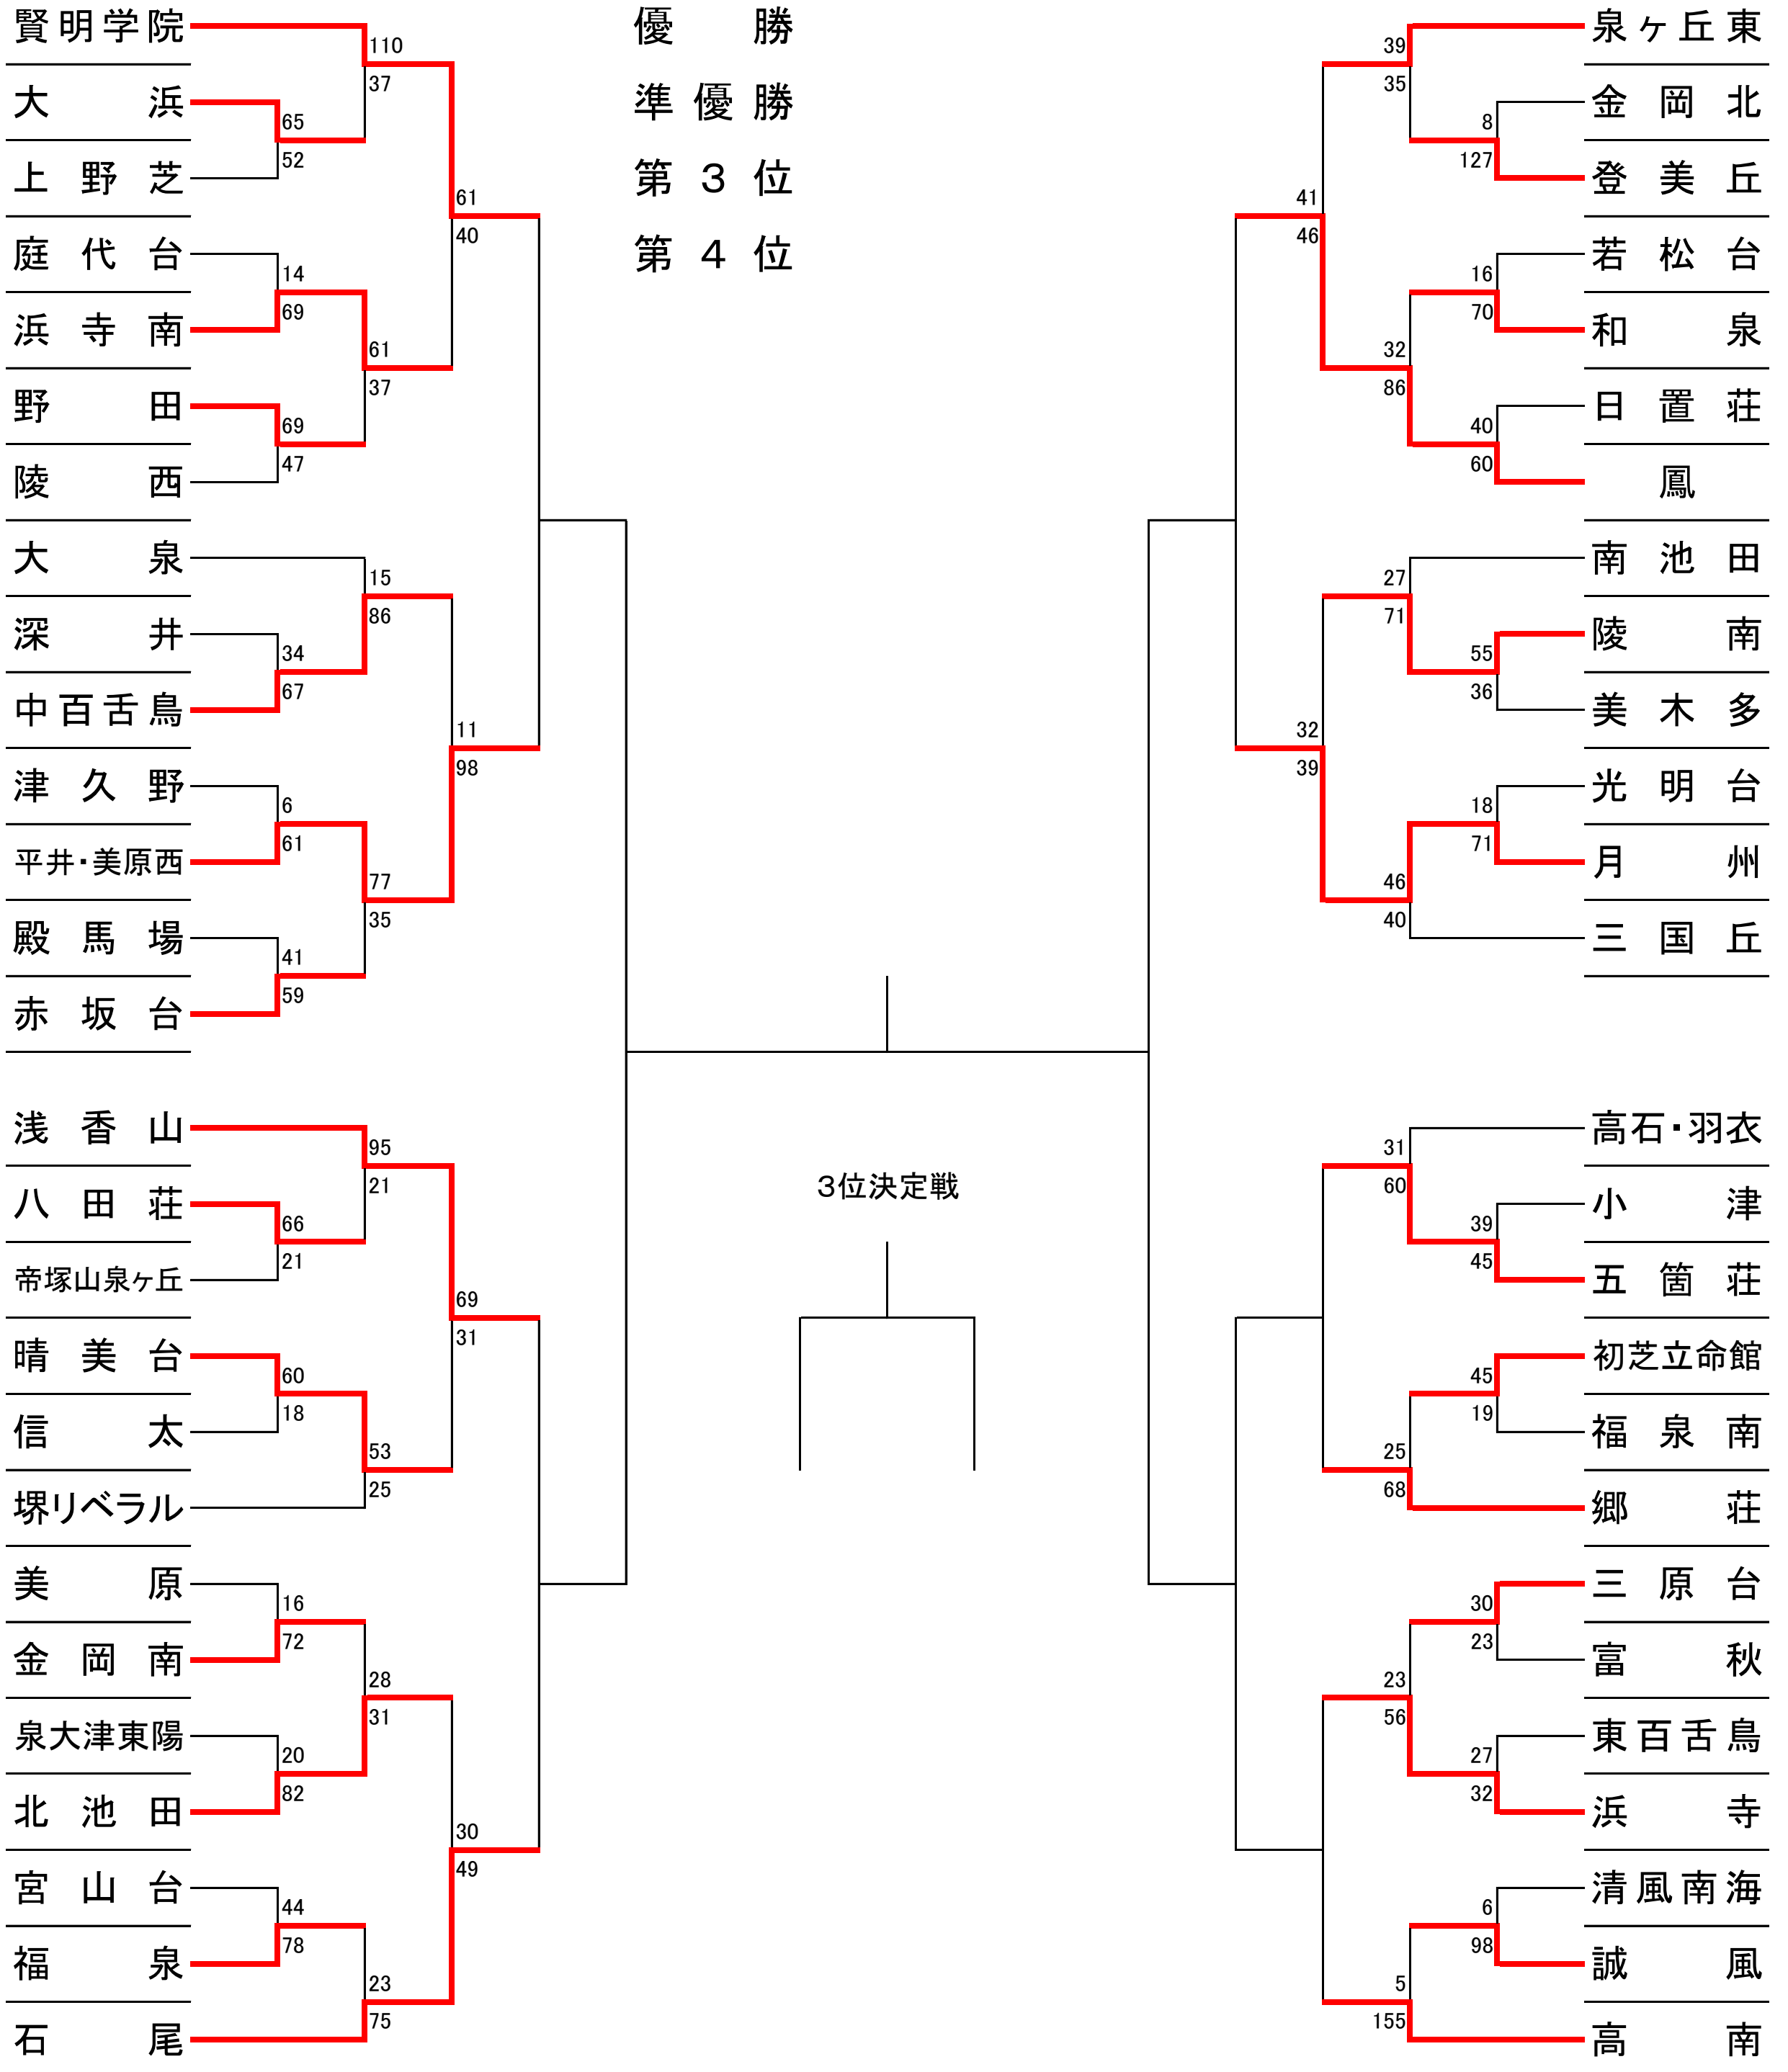 優勝
準優勝
第３位
第４位
賢明学院
110
37
大浜
65
52
上野芝
61
40
庭代台
14
69
浜寺南
61
37
野田
69
47
陵西
大泉
15
86
深井
34
67
中百舌鳥
11
98
津久野
6
61
平井・美原西
77
35
殿馬場
41
59
赤坂台
浅香山
95
21
八田荘
66
21
帝塚山泉ヶ丘
69
31
晴美台
60
18
信太
53
25
堺リベラル
美原
16
72
金岡南
28
31
泉大津東陽
20
82
北池田
30
49
宮山台
44
78
福泉
23
75
石尾
３位決定戦
泉ヶ丘東
39
35
金岡北
8
127
登美丘
41
46
若松台
16
70
和泉
32
86
日置荘
40
60
鳳
南池田
27
71
陵南
55
36
美木多
32
39
光明台
18
71
月州
46
40
三国丘
高石・羽衣
31
60
小津
39
45
五箇荘
初芝立命館
45
19
福泉南
25
68
郷荘
三原台
30
23
富秋
23
56
東百舌鳥
27
32
浜寺
清風南海
6
98
誠風
5
155
高南